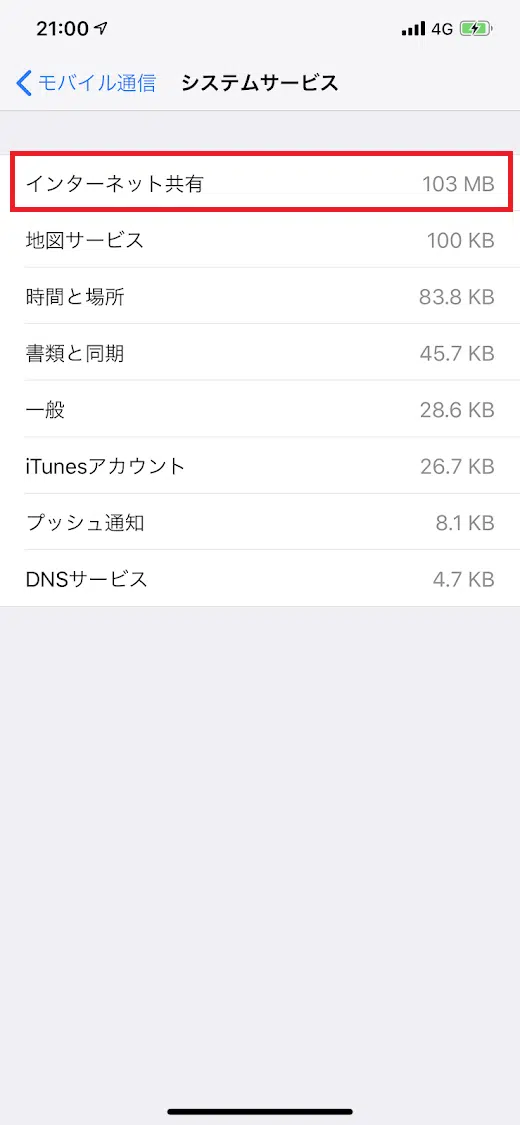 21:00 4G
モバイル通信 システムサービス
インターネット共有 103 MB
地図サービス 100 KB
時間と場所 83.8 KB
書類と同期 45.7 KB
一般 28.6 KB
iTunesアカウント 26.7 KB
プッシュ通知 8.1 KB
DNSサービス 4.7 KB